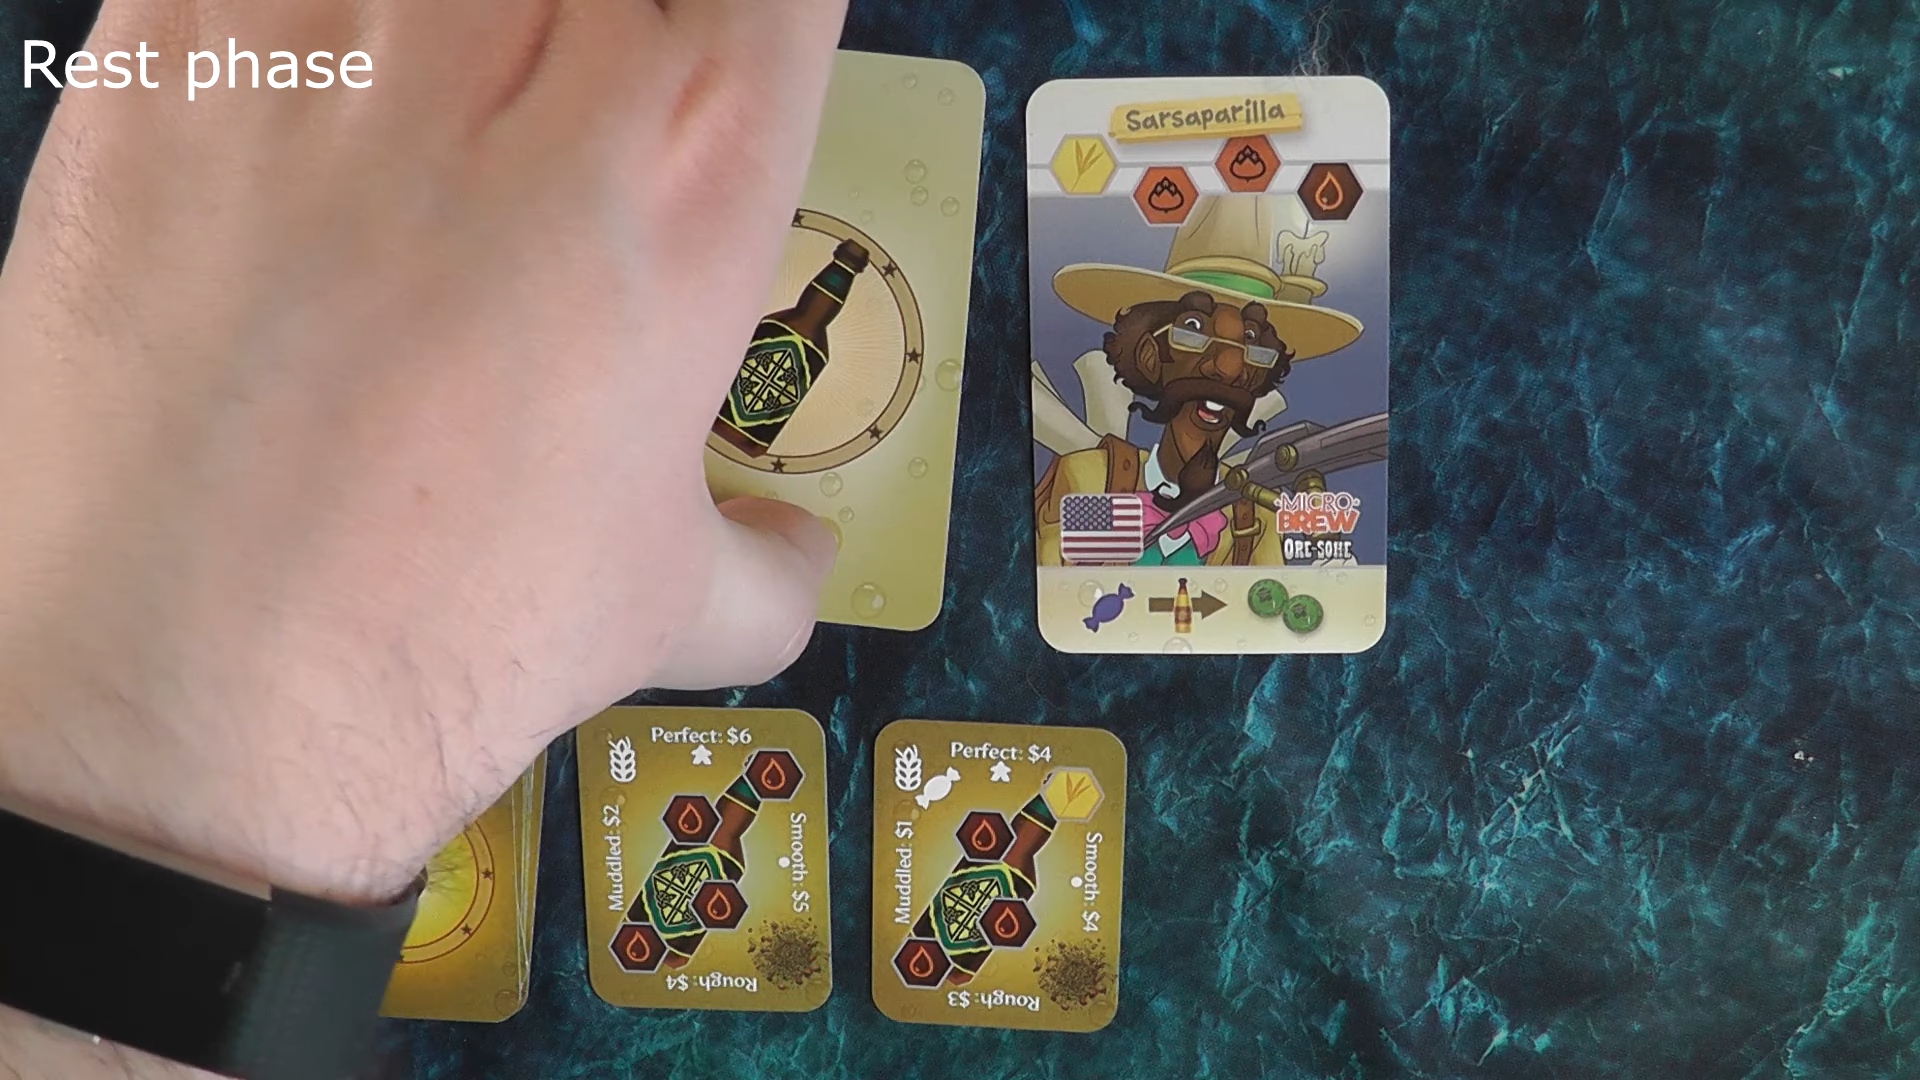 Rest phase
Sarsaparilla
MICRO
BREW
ORE-SOME
Perfect: $6
Muddled: $2
Smooth: $5
Rough: $4
Perfect: $4
Muddled: $1
Smooth: $4
Rough: $3